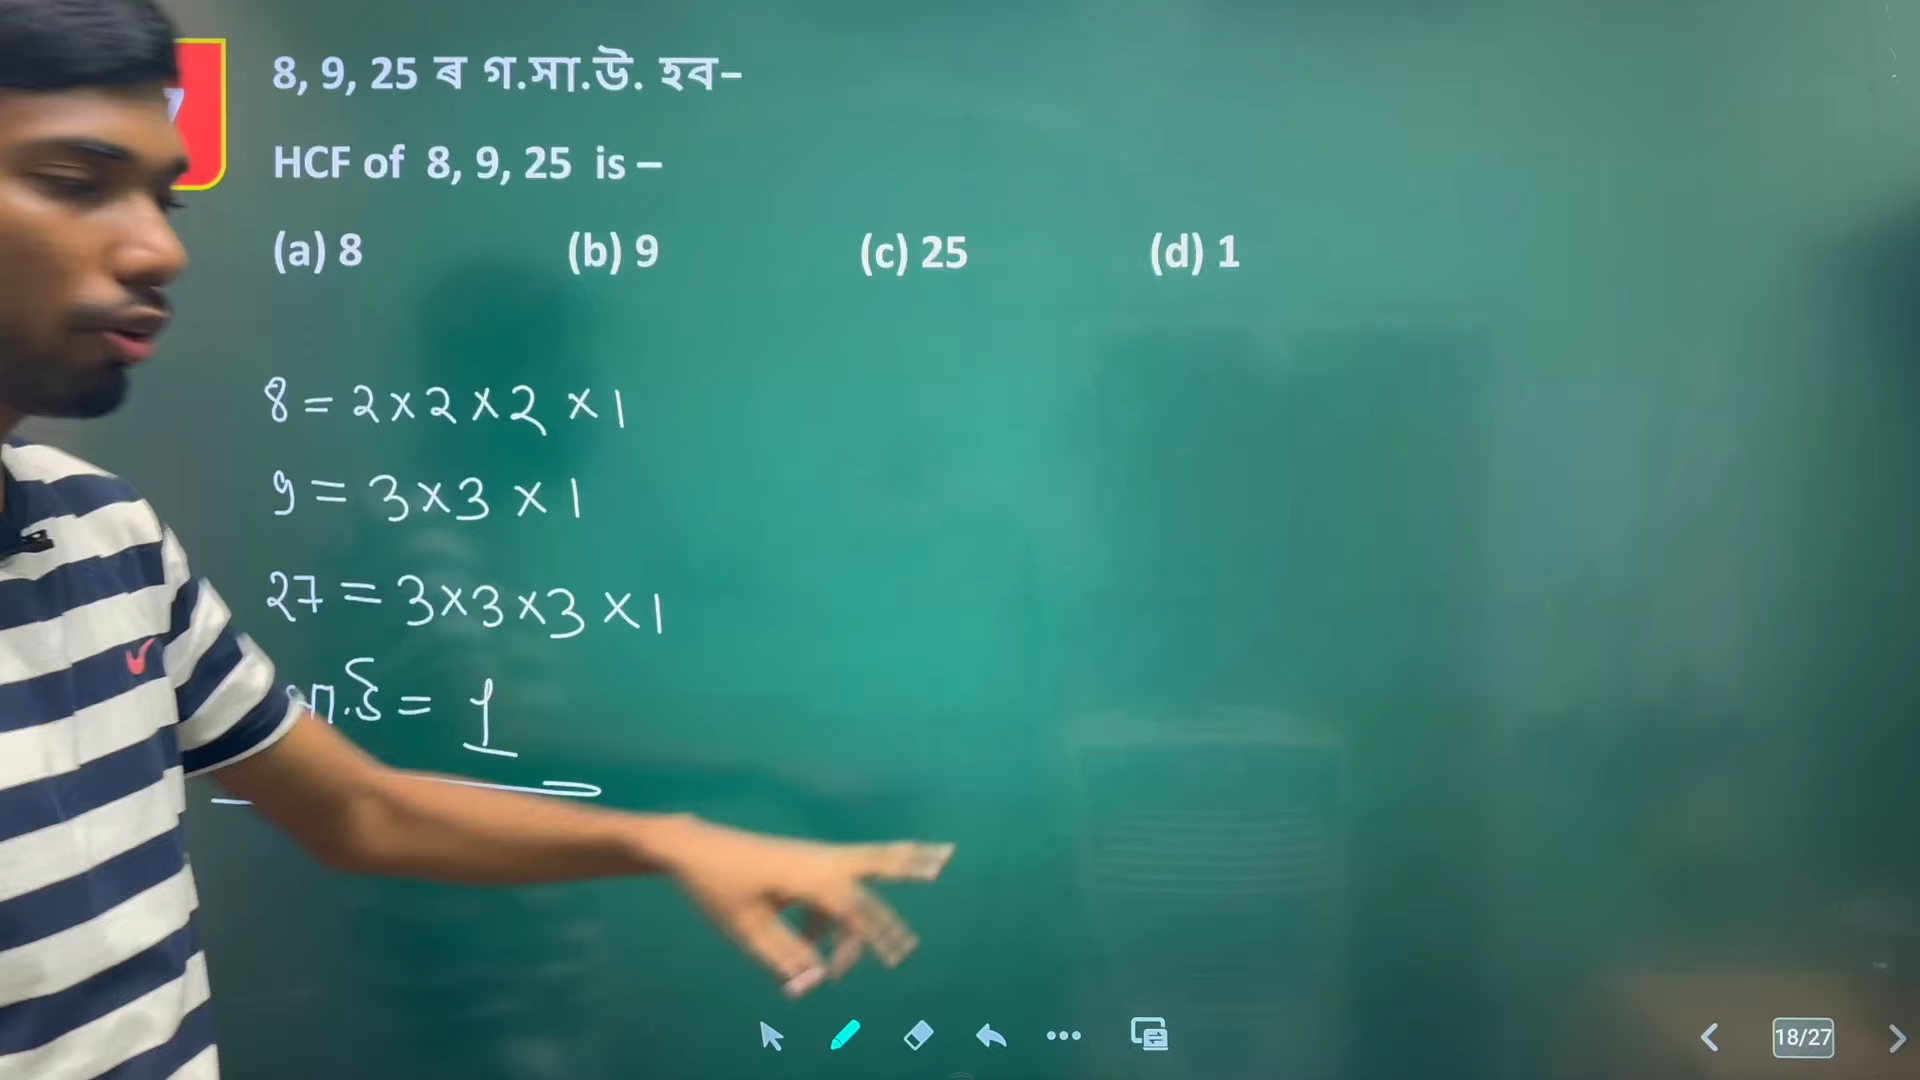 7
8, 9, 25 ৰ গ.সা.উ. হব–
HCF of 8, 9, 25 is –
(a) 8 (b) 9 (c) 25 (d) 1
8 = 2×2×2 × 1
9 = 3×3 × 1
27 = 3×3×3 × 1
সা.উ = 1
18/27